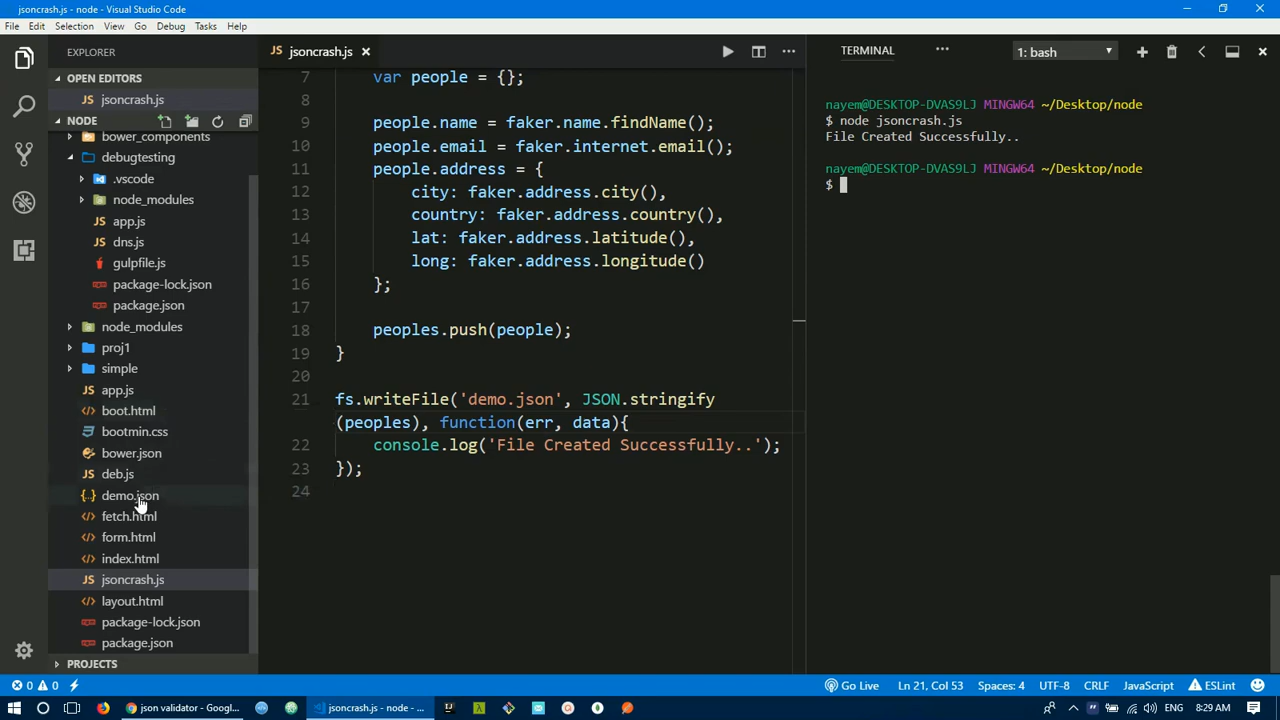 jsoncrash.js - node - Visual Studio Code
File Edit Selection View Go Debug Tasks Help
EXPLORER
OPEN EDITORS
jsoncrash.js
NODE
bower_components
debugtesting
.vscode
node_modules
app.js
dns.js
gulpfile.js
package-lock.json
package.json
node_modules
proj1
simple
app.js
boot.html
bootmin.css
bower.json
deb.js
demo.json
fetch.html
form.html
index.html
JS jsoncrash.js
layout.html
package-lock.json
package.json
PROJECTS
JS jsoncrash.js
7 var people = {};
8
9 people.name = faker.name.findName();
10 people.email = faker.internet.email();
11 people.address = {
12 city: faker.address.city(),
13 country: faker.address.country(),
14 lat: faker.address.latitude(),
15 long: faker.address.longitude()
16 };
17
18 peoples.push(people);
19 }
20
21 fs.writeFile('demo.json', JSON.stringify
(peoples), function(err, data){
22 console.log('File Created Successfully..');
23 });
24
TERMINAL 1: bash
nayem@DESKTOP-DVAS9LJ MINGW64 ~/Desktop/node
$ node jsoncrash.js
File Created Successfully..
nayem@DESKTOP-DVAS9LJ MINGW64 ~/Desktop/node
$
0 0 Go Live Ln 21, Col 53 Spaces: 4 UTF-8 CRLF JavaScript ESLint
json validator - Googl... jsoncrash.js - node - ... ENG 8:29 AM